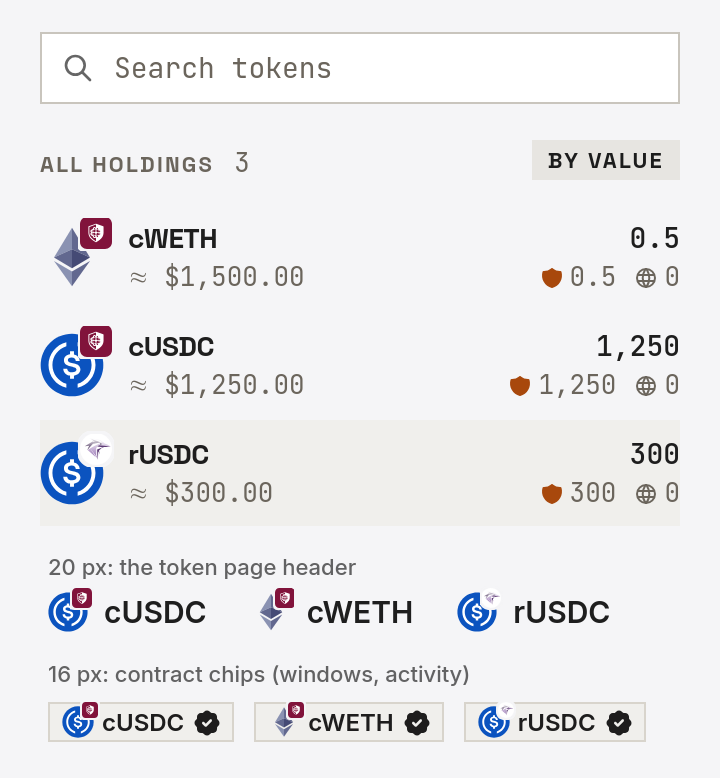 Search tokens
ALL HOLDINGS 3 BY VALUE
cWETH 0.5
≈ $1,500.00 0.5 0
cUSDC 1,250
≈ $1,250.00 1,250 0
rUSDC 300
≈ $300.00 300 0
20 px: the token page header
cUSDC cWETH rUSDC
16 px: contract chips (windows, activity)
cUSDC cWETH rUSDC